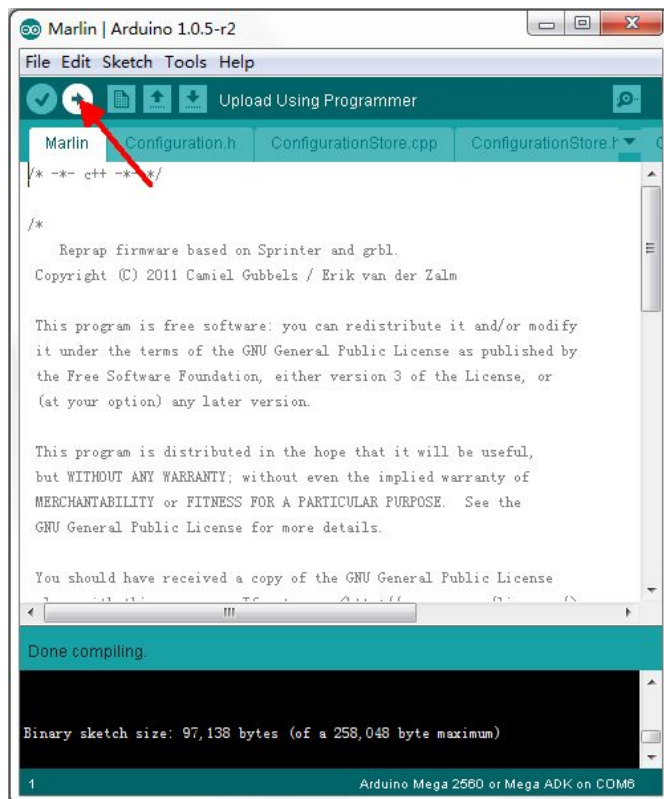 Marlin | Arduino 1.0.5-r2
File Edit Sketch Tools Help
Upload Using Programmer
Marlin Configuration.h ConfigurationStore.cpp ConfigurationStore.h
/* -*- c++ -*- */
/*
Reprap firmware based on Sprinter and grbl.
Copyright (C) 2011 Camiel Gubbels / Erik van der Zalm
This program is free software: you can redistribute it and/or modify
it under the terms of the GNU General Public License as published by
the Free Software Foundation, either version 3 of the License, or
(at your option) any later version.
This program is distributed in the hope that it will be useful,
but WITHOUT ANY WARRANTY; without even the implied warranty of
MERCHANTABILITY or FITNESS FOR A PARTICULAR PURPOSE.  See the
GNU General Public License for more details.
You should have received a copy of the GNU General Public License
Done compiling.
Binary sketch size: 97,138 bytes (of a 258,048 byte maximum)
1 Arduino Mega 2560 or Mega ADK on COM6